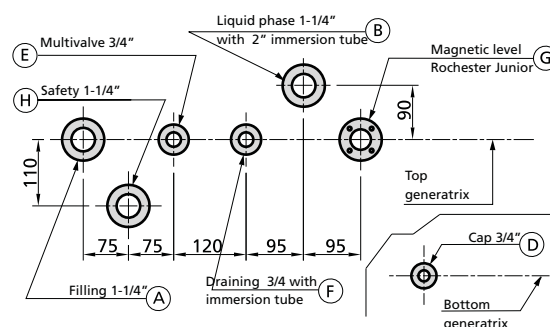 Liquid phase 1-1/4"
with 2" immersion tube
B
Multivalve 3/4"
E
Magnetic level
Rochester Junior
G
H
Safety 1-1/4"
90
110
Top
generatrix
75
75
120
95
95
Cap 3/4"
D
Filling 1-1/4"
A
Draining 3/4 with
immersion tube
F
Bottom
generatrix